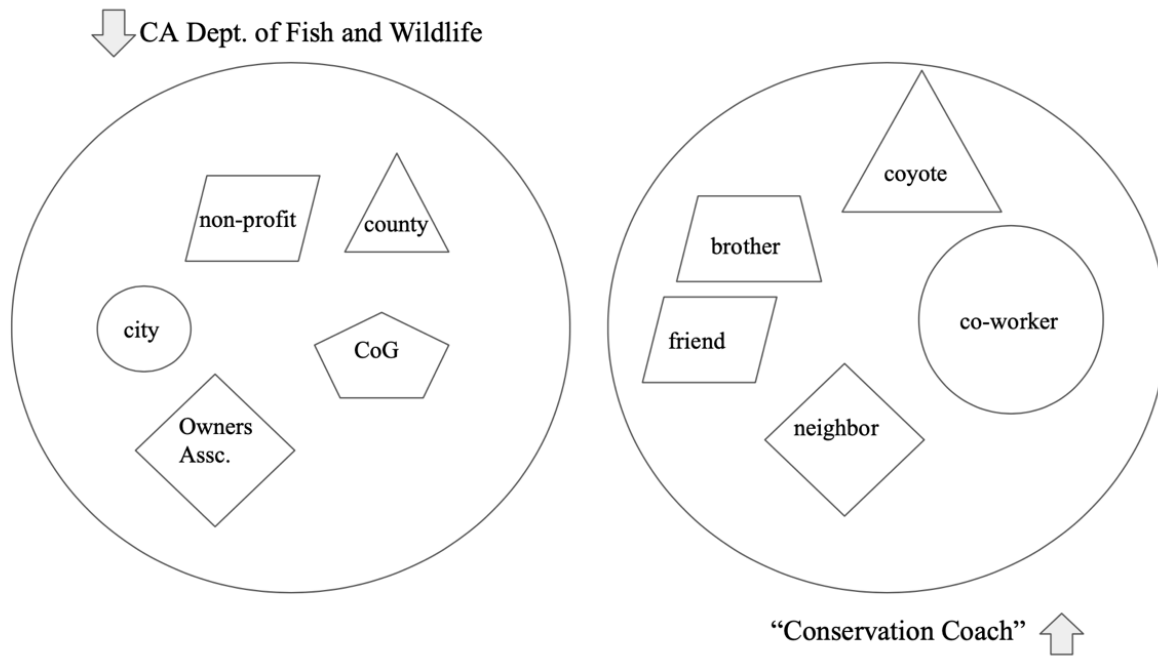 CA Dept. of Fish and Wildlife
non-profit
county
city
CoG
Owners
Assc.
coyote
brother
co-worker
friend
neighbor
“Conservation Coach”